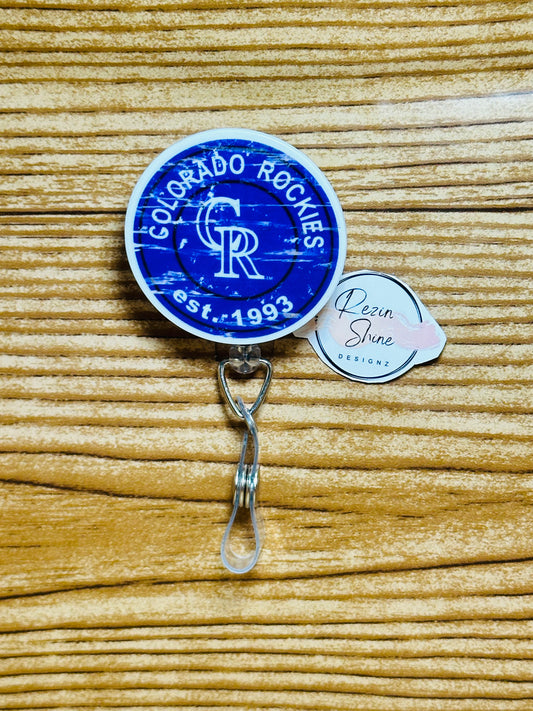 COLORADO ROCKIES
CR
est. 1993
Rezin
Shine
DESIGNZ